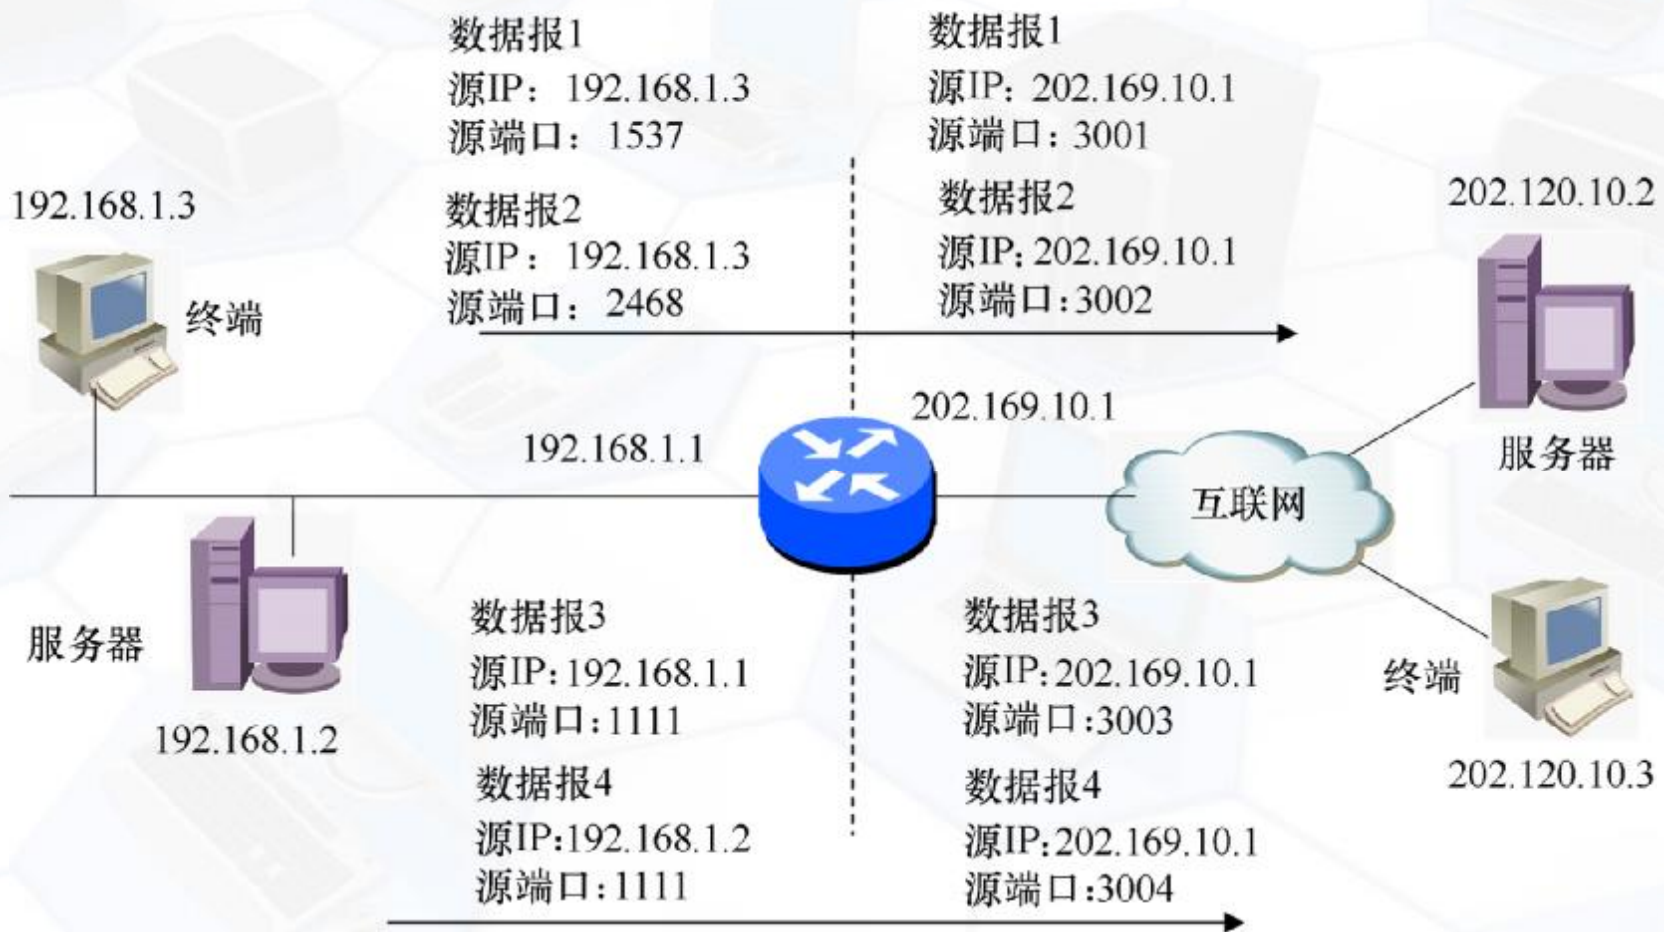 数据报1
源IP： 192.168.1.3
源端口： 1537
数据报1
源IP: 202.169.10.1
源端口: 3001
192.168.1.3
终端
数据报2
源IP： 192.168.1.3
源端口： 2468
数据报2
源IP: 202.169.10.1
源端口:3002
202.120.10.2
服务器
192.168.1.1
202.169.10.1
互联网
服务器
192.168.1.2
数据报3
源IP:192.168.1.1
源端口:1111
数据报3
源IP:202.169.10.1
源端口:3003
终端
202.120.10.3
数据报4
源IP:192.168.1.2
源端口:1111
数据报4
源IP:202.169.10.1
源端口:3004